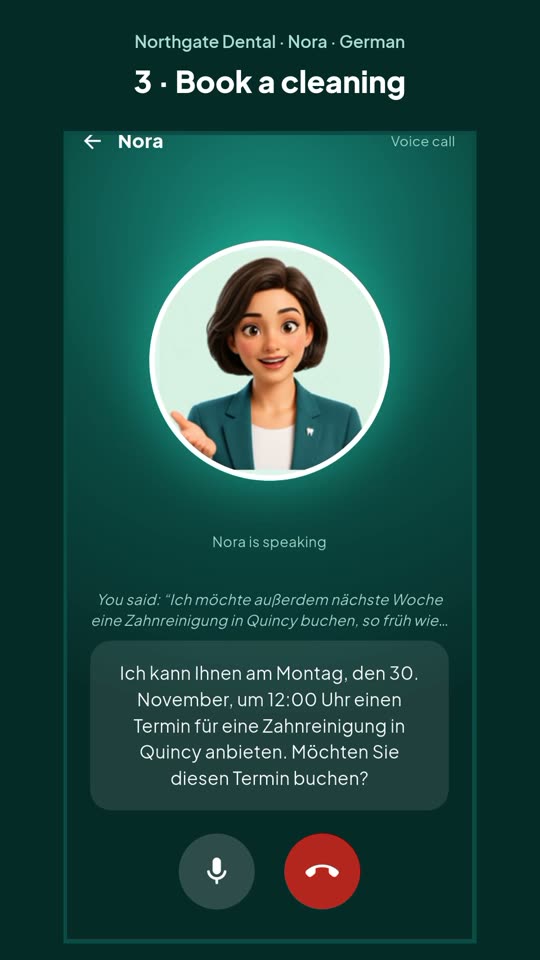 Northgate Dental · Nora · German
3 · Book a cleaning
Nora
Voice call
Nora is speaking
You said: “Ich möchte außerdem nächste Woche
eine Zahnreinigung in Quincy buchen, so früh wie…
Ich kann Ihnen am Montag, den 30.
November, um 12:00 Uhr einen
Termin für eine Zahnreinigung in
Quincy anbieten. Möchten Sie
diesen Termin buchen?